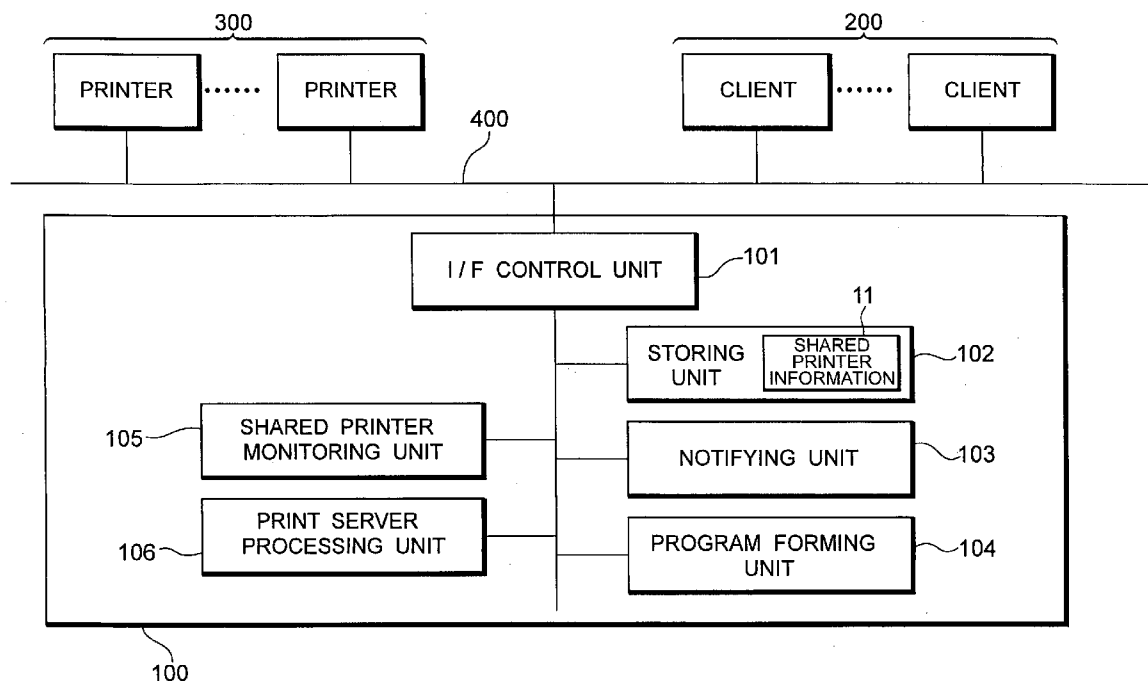 300
200
PRINTER ...... PRINTER
CLIENT ...... CLIENT
400
I / F CONTROL UNIT
101
11
STORING
UNIT
SHARED
PRINTER
INFORMATION
102
105
SHARED PRINTER
MONITORING UNIT
NOTIFYING UNIT
103
106
PRINT SERVER
PROCESSING UNIT
PROGRAM FORMING
UNIT
104
100